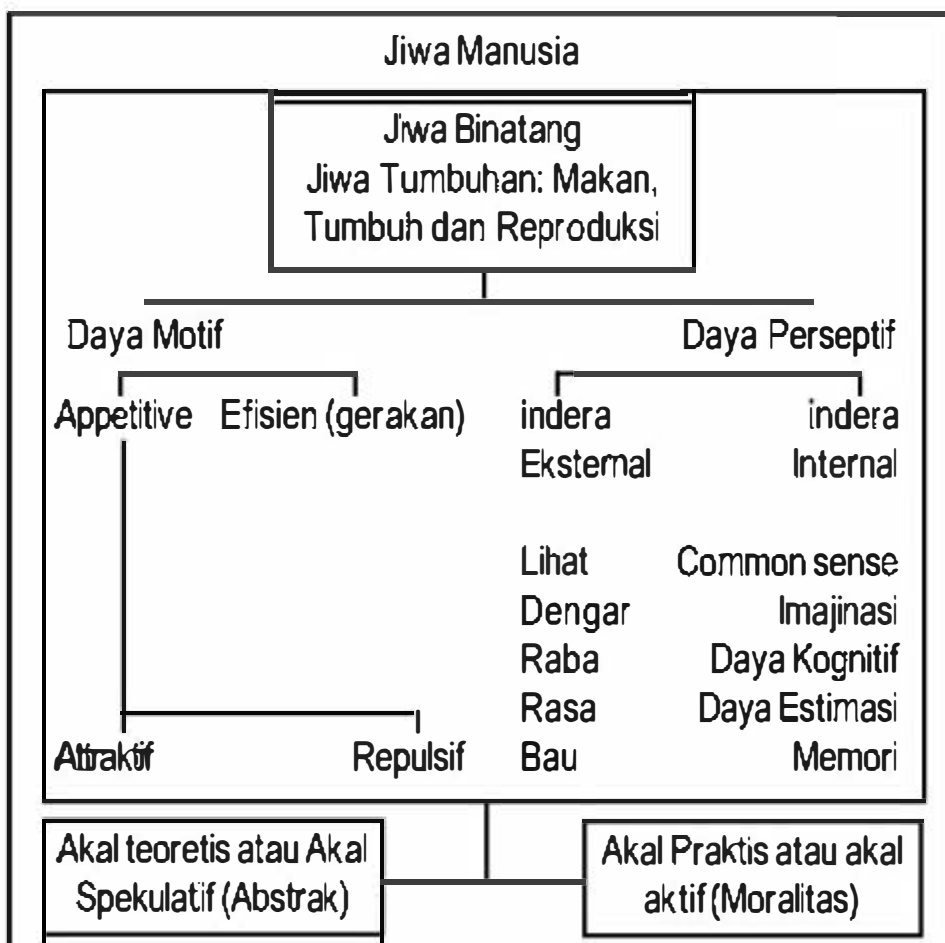 Jiwa Manusia
Jiwa Binatang
Jiwa Tumbuhan: Makan,
Tumbuh dan Reproduksi
Daya Motif
Daya Perseptif
Appetitive
Efisien (gerakan)
indera
Eksternal
indera
Internal
Lihat
Dengar
Raba
Rasa
Bau
Common sense
Imajinasi
Daya Kognitif
Daya Estimasi
Memori
Attraktif
Repulsif
Akal teoretis atau Akal
Spekulatif (Abstrak)
Akal Praktis atau akal
aktif (Moralitas)